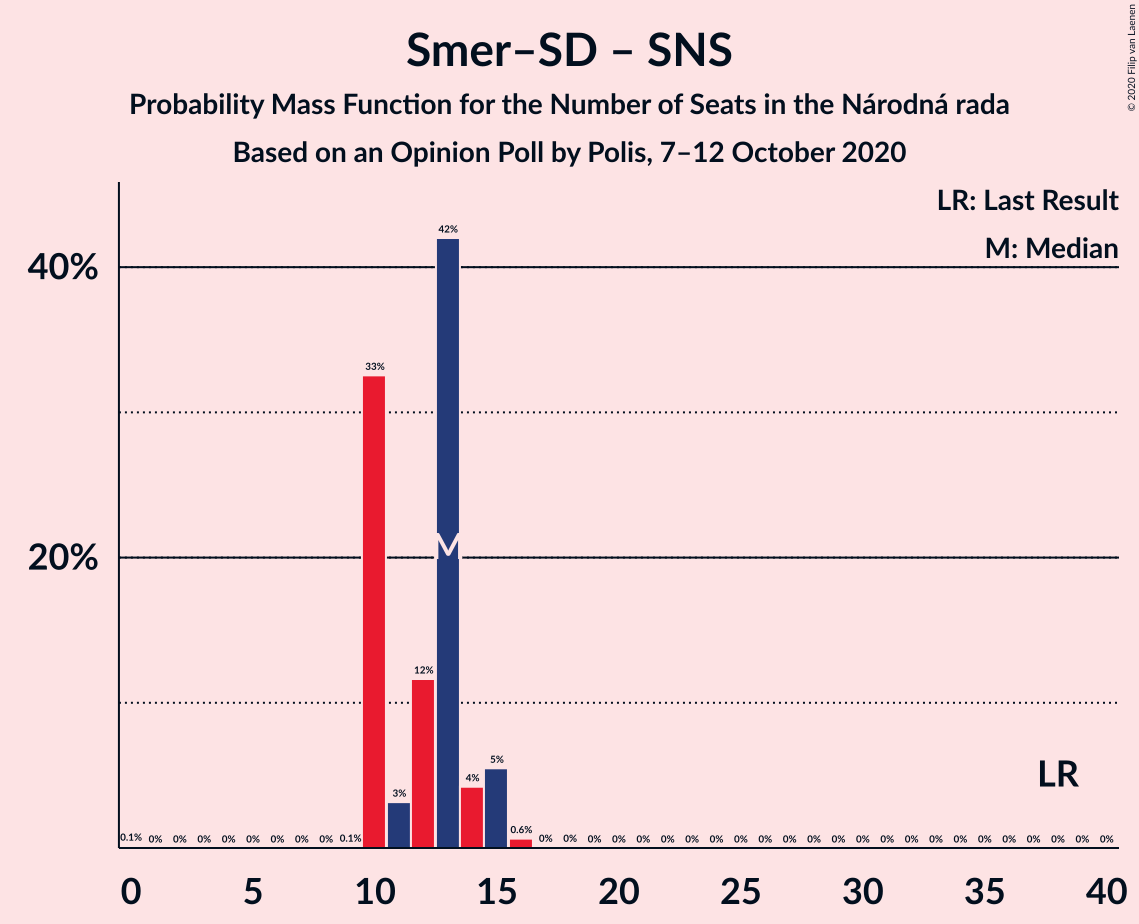 Smer–SD – SNS
Probability Mass Function for the Number of Seats in the Národná rada
Based on an Opinion Poll by Polis, 7–12 October 2020
© 2020 Filip van Laenen
LR: Last Result
M: Median
40%
20%
42%
33%
12%
3%
4%
5%
0.6%
M
LR
0.1% 0% 0% 0% 0% 0% 0% 0% 0% 0.1%
0% 0% 0% 0% 0% 0% 0% 0% 0% 0% 0% 0% 0% 0% 0% 0% 0% 0% 0% 0% 0% 0% 0% 0%
0 5 10 15 20 25 30 35 40